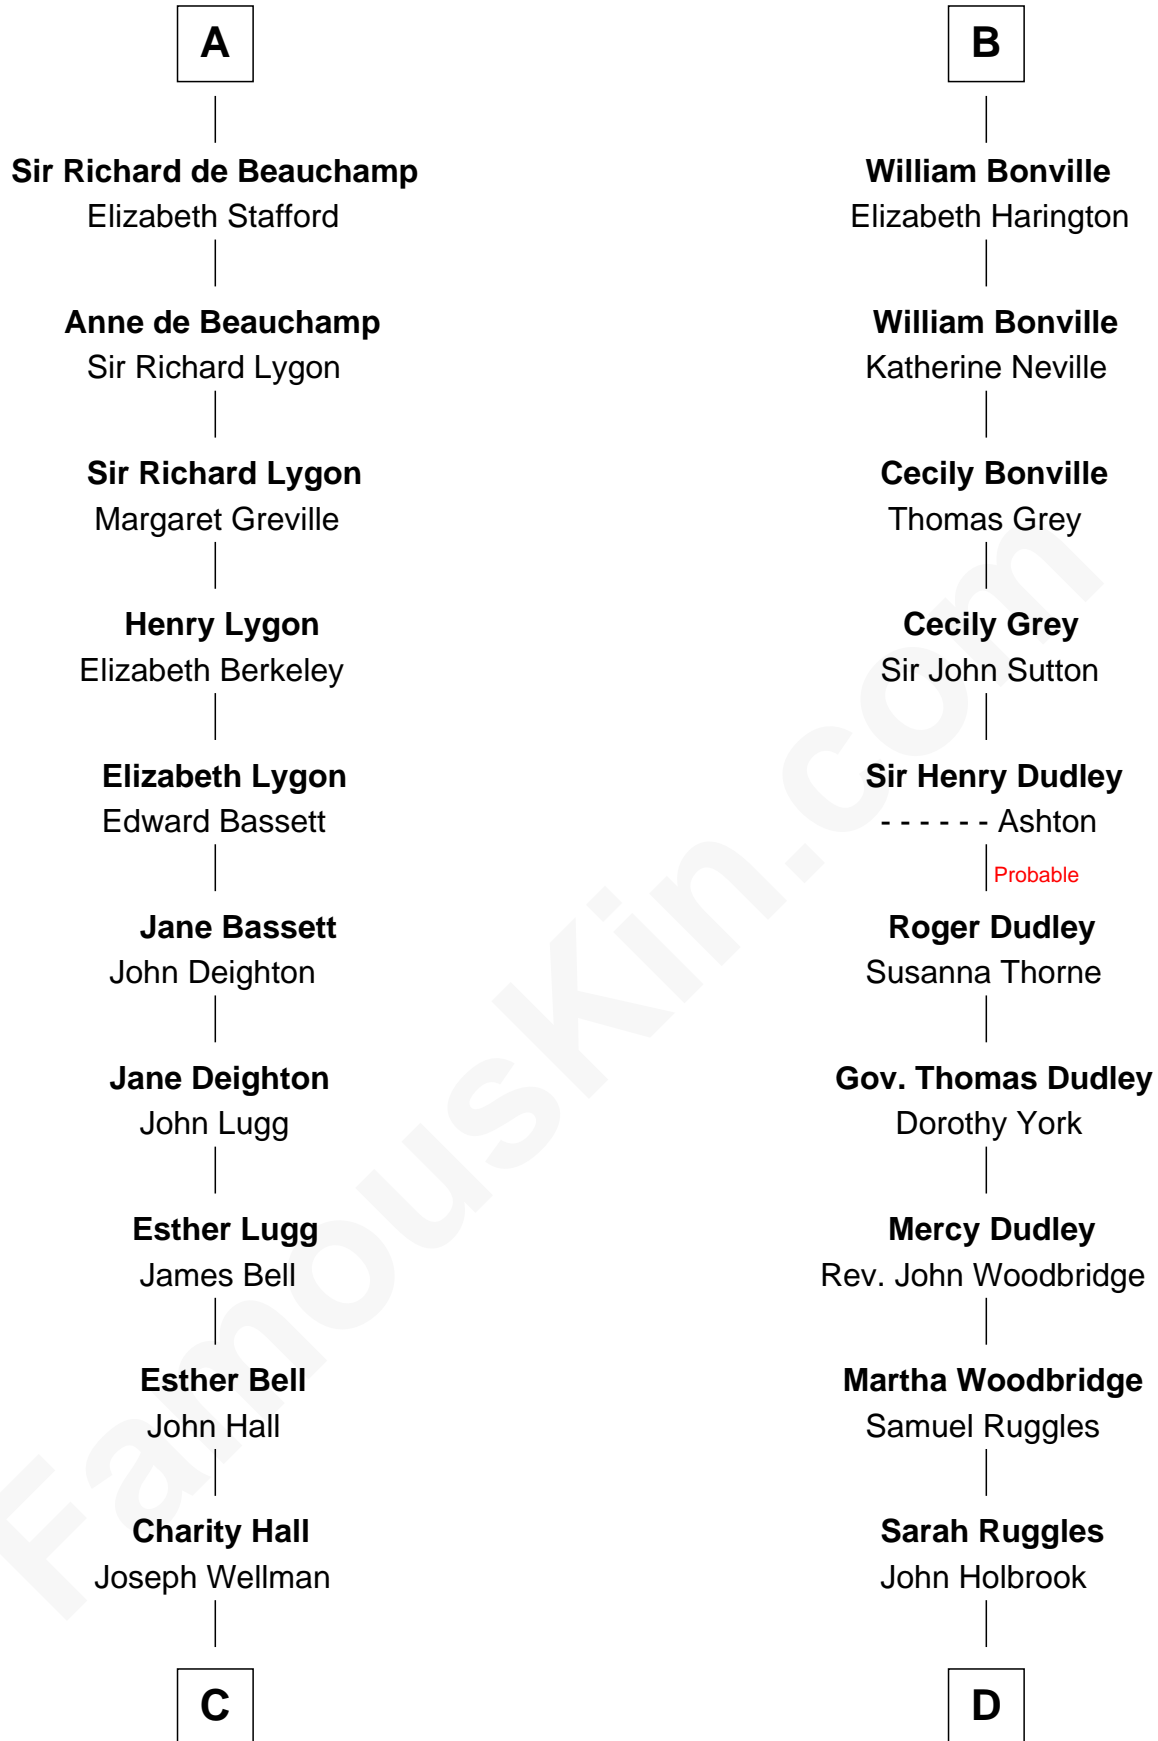 A
Sir Richard de Beauchamp
Elizabeth Stafford
Anne de Beauchamp
Sir Richard Lygon
Sir Richard Lygon
Margaret Greville
Henry Lygon
Elizabeth Berkeley
Elizabeth Lygon
Edward Bassett
Jane Bassett
John Deighton
Jane Deighton
John Lugg
Esther Lugg
James Bell
Esther Bell
John Hall
Charity Hall
Joseph Wellman
C
B
William Bonville
Elizabeth Harington
William Bonville
Katherine Neville
Cecily Bonville
Thomas Grey
Cecily Grey
Sir John Sutton
Sir Henry Dudley
- - - - - - Ashton
Probable
Roger Dudley
Susanna Thorne
Gov. Thomas Dudley
Dorothy York
Mercy Dudley
Rev. John Woodbridge
Martha Woodbridge
Samuel Ruggles
Sarah Ruggles
John Holbrook
D
FamousKin.com